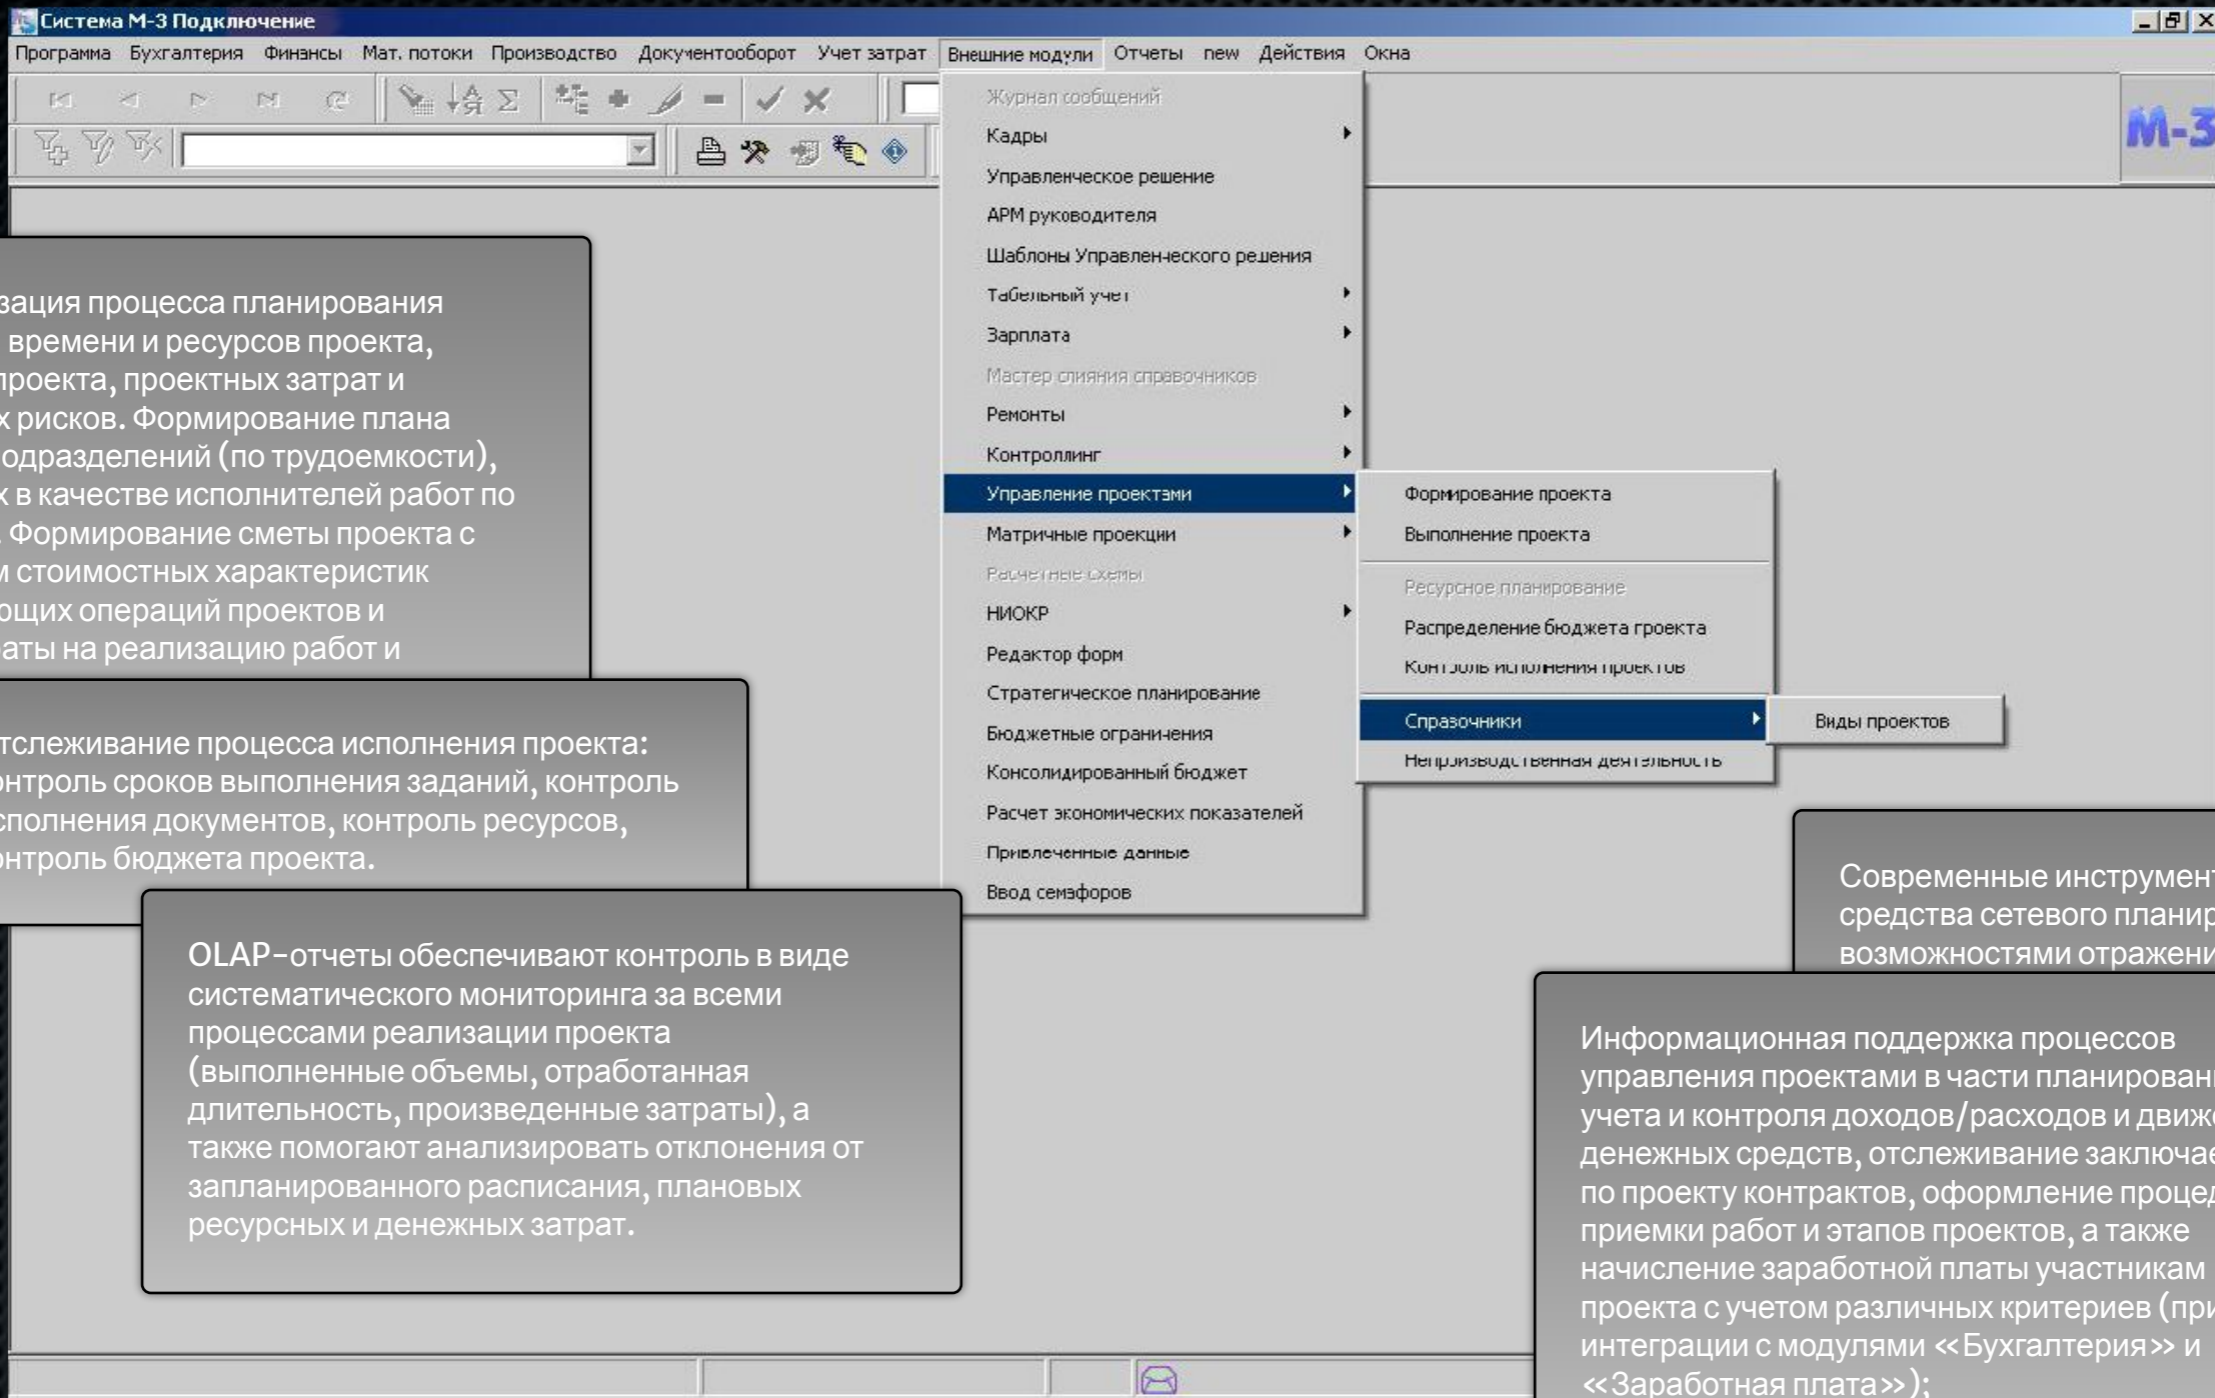 Система М-3 Подключение
Программа Бухгалтерия Финансы Мат. потоки Производство Документооборот Учет затрат Внешние модули Отчеты new Действия Окна
М-3
Журнал сообщений
Кадры
Управленческое решение
АРМ руководителя
Шаблоны Управленческого решения
Табельный учет
Зарплата
Мастер слияния справочников
Ремонты
Контроллинг
Управление проектами
Матричные проекции
Расчетные схемы
НИОКР
Редактор форм
Стратегическое планирование
Бюджетные ограничения
Консолидированный бюджет
Расчет экономических показателей
Привлеченные данные
Ввод семафоров
Формирование проекта
Выполнение проекта
Ресурсное планирование
Распределение бюджета проекта
Контроль исполнения проектов
Справочники
Непроизводственная деятельность
Виды проектов
зация процесса планирования
времени и ресурсов проекта,
проекта, проектных затрат и
х рисков. Формирование плана
одразделений (по трудоемкости),
х в качестве исполнителей работ по
. Формирование сметы проекта с
м стоимостных характеристик
ющих операций проектов и
раты на реализацию работ и
тслеживание процесса исполнения проекта:
онтроль сроков выполнения заданий, контроль
сполнения документов, контроль ресурсов,
онтроль бюджета проекта.
OLAP-отчеты обеспечивают контроль в виде
систематического мониторинга за всеми
процессами реализации проекта
(выполненные объемы, отработанная
длительность, произведенные затраты), а
также помогают анализировать отклонения от
запланированного расписания, плановых
ресурсных и денежных затрат.
Современные инструмент
средства сетевого планир
возможностями отражени
Информационная поддержка процессов
управления проектами в части планировани
учета и контроля доходов/расходов и движе
денежных средств, отслеживание заключае
по проекту контрактов, оформление процед
приемки работ и этапов проектов, а также
начисление заработной платы участникам
проекта с учетом различных критериев (при
интеграции с модулями «Бухгалтерия» и
«Заработная плата»);